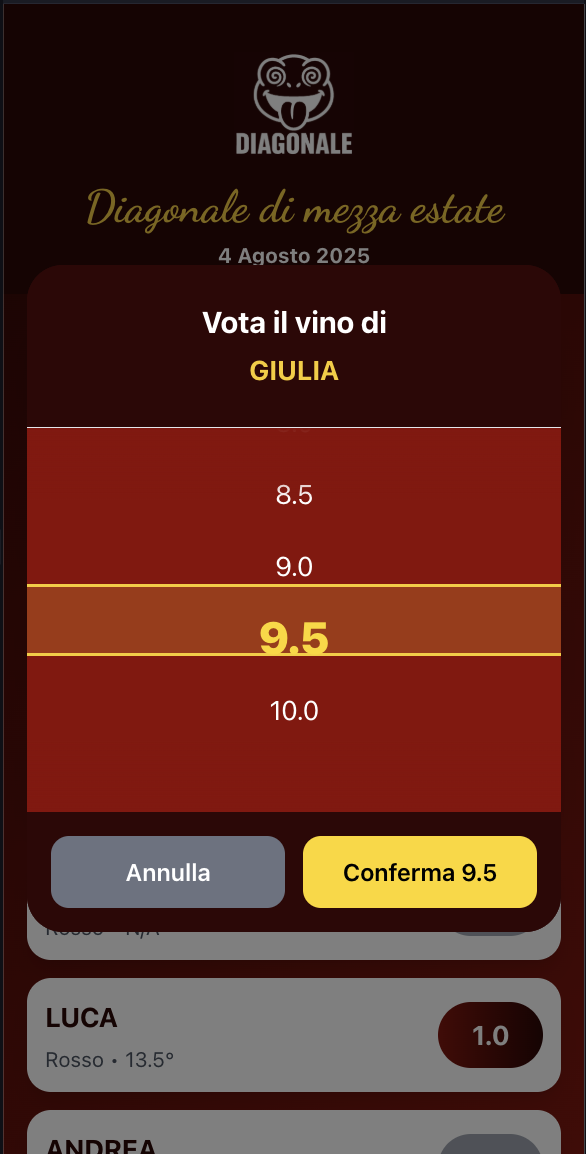 DIAGONALE
Diagonale di mezza estate
4 Agosto 2025
Vota il vino di
GIULIA
8.5
9.0
9.5
10.0
Annulla
Conferma 9.5
Rosso • N/A
LUCA
1.0
Rosso • 13.5°
ANDREA